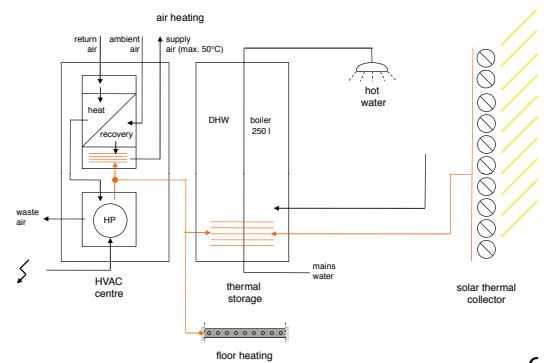 air heating
return
air
ambient
air
supply
air (max. 50°C)
heat
recovery
DHW
boiler
250 l
hot
water
HP
waste
air
HVAC
centre
thermal
storage
mains
water
solar thermal
collector
floor heating